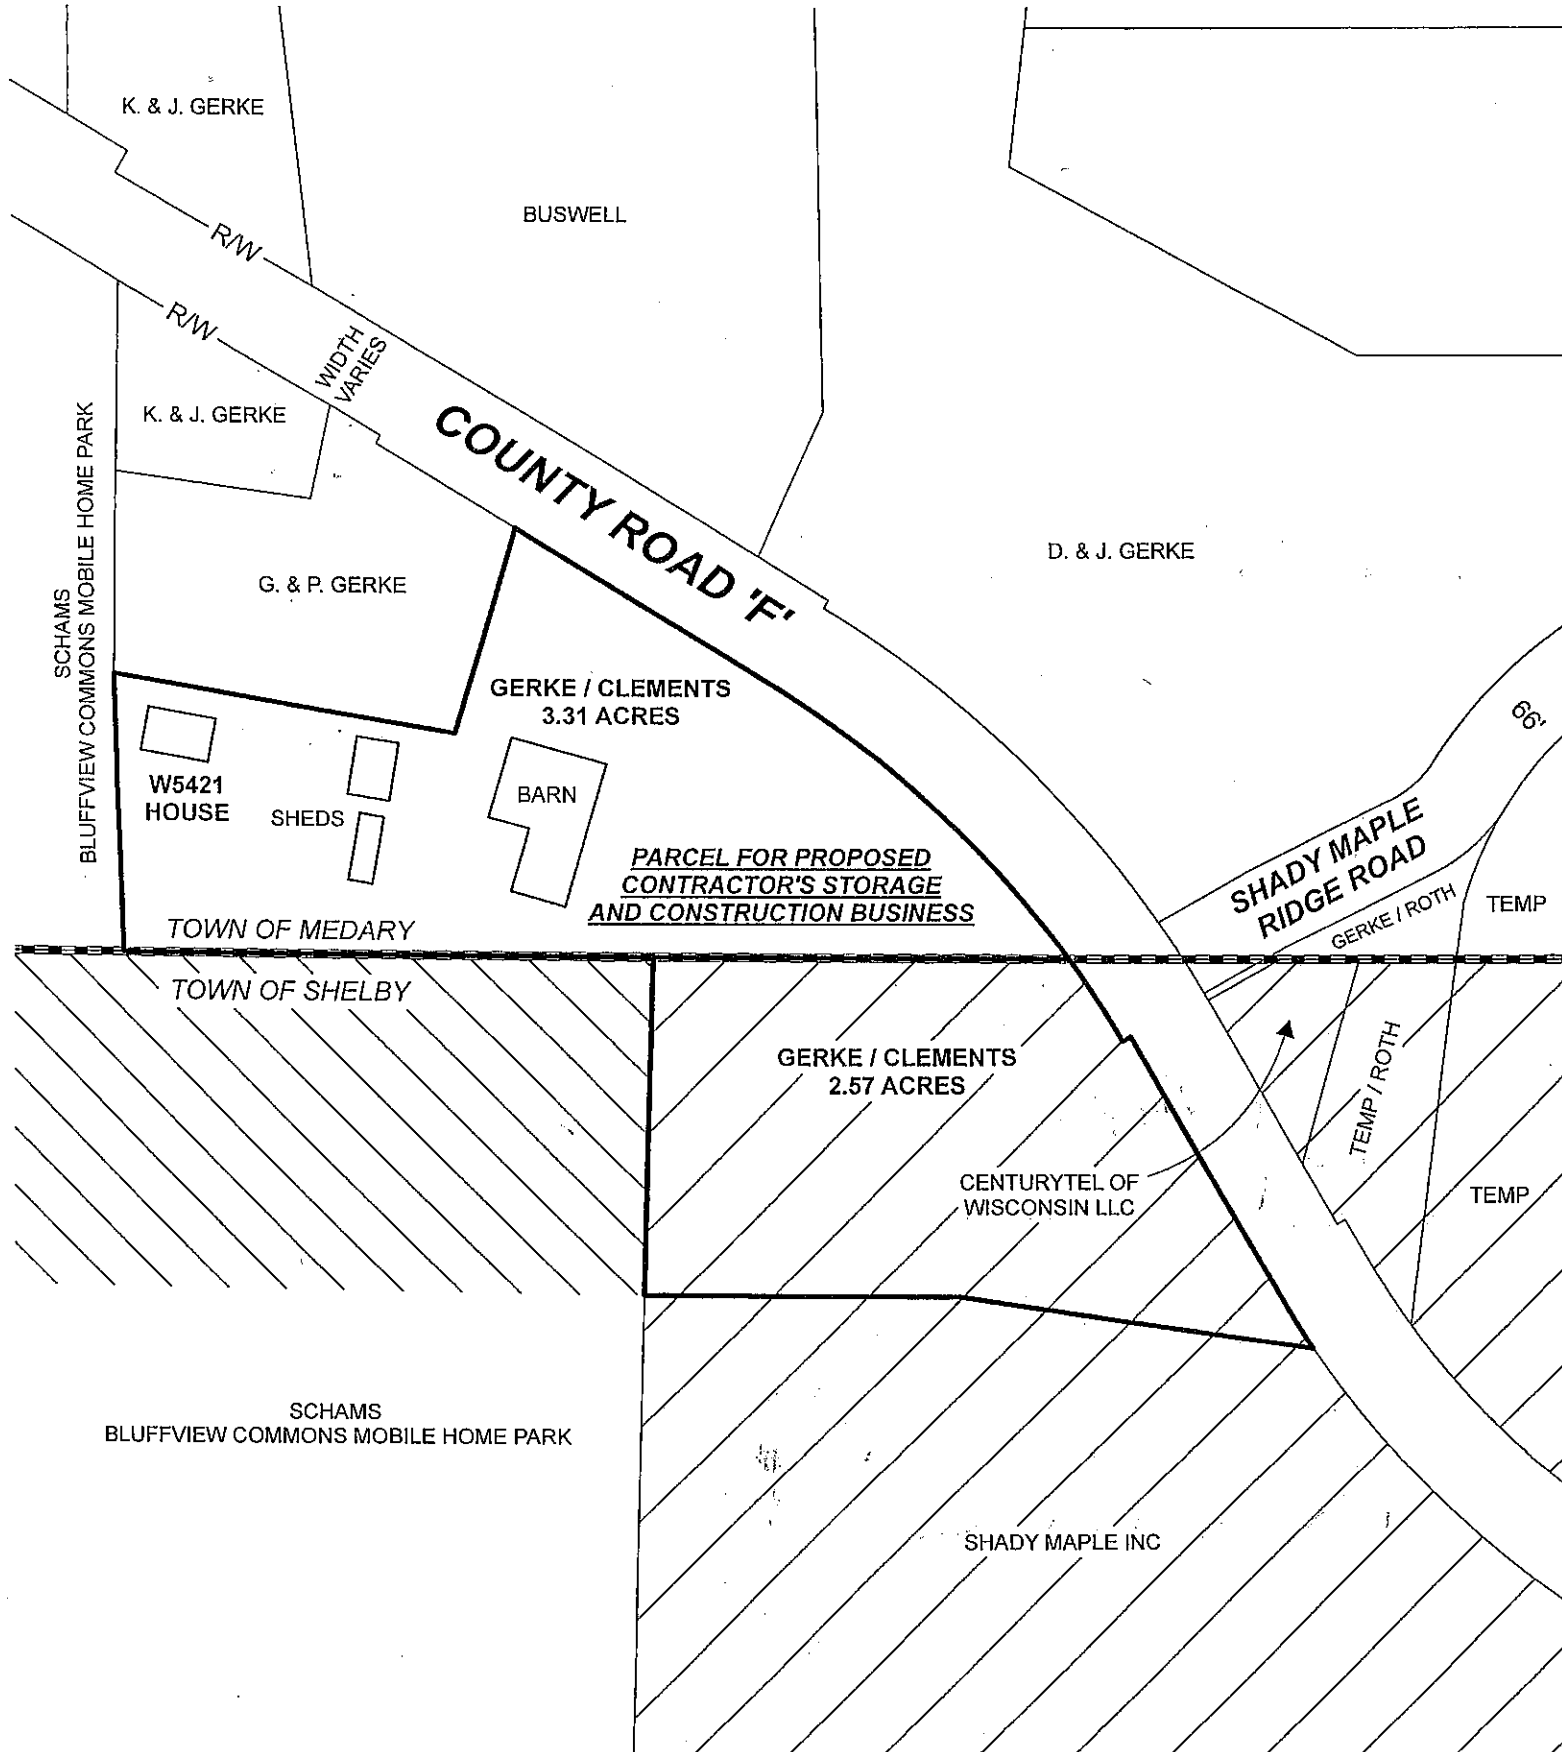 K. & J. GERKE
BUSWELL
R/W
R/W
WIDTH
VARIES
K. & J. GERKE
COUNTY ROAD 'F'
D. & J. GERKE
G. & P. GERKE
SCHAMS
BLUFFVIEW COMMONS MOBILE HOME PARK
GERKE / CLEMENTS
3.31 ACRES
66'
W5421
HOUSE
SHEDS
BARN
SHADY MAPLE
RIDGE ROAD
GERKE / ROTH
TEMP
PARCEL FOR PROPOSED
CONTRACTOR'S STORAGE
AND CONSTRUCTION BUSINESS
TOWN OF MEDARY
TOWN OF SHELBY
GERKE / CLEMENTS
2.57 ACRES
TEMP / ROTH
CENTURYTEL OF
WISCONSIN LLC
TEMP
SCHAMS
BLUFFVIEW COMMONS MOBILE HOME PARK
SHADY MAPLE INC